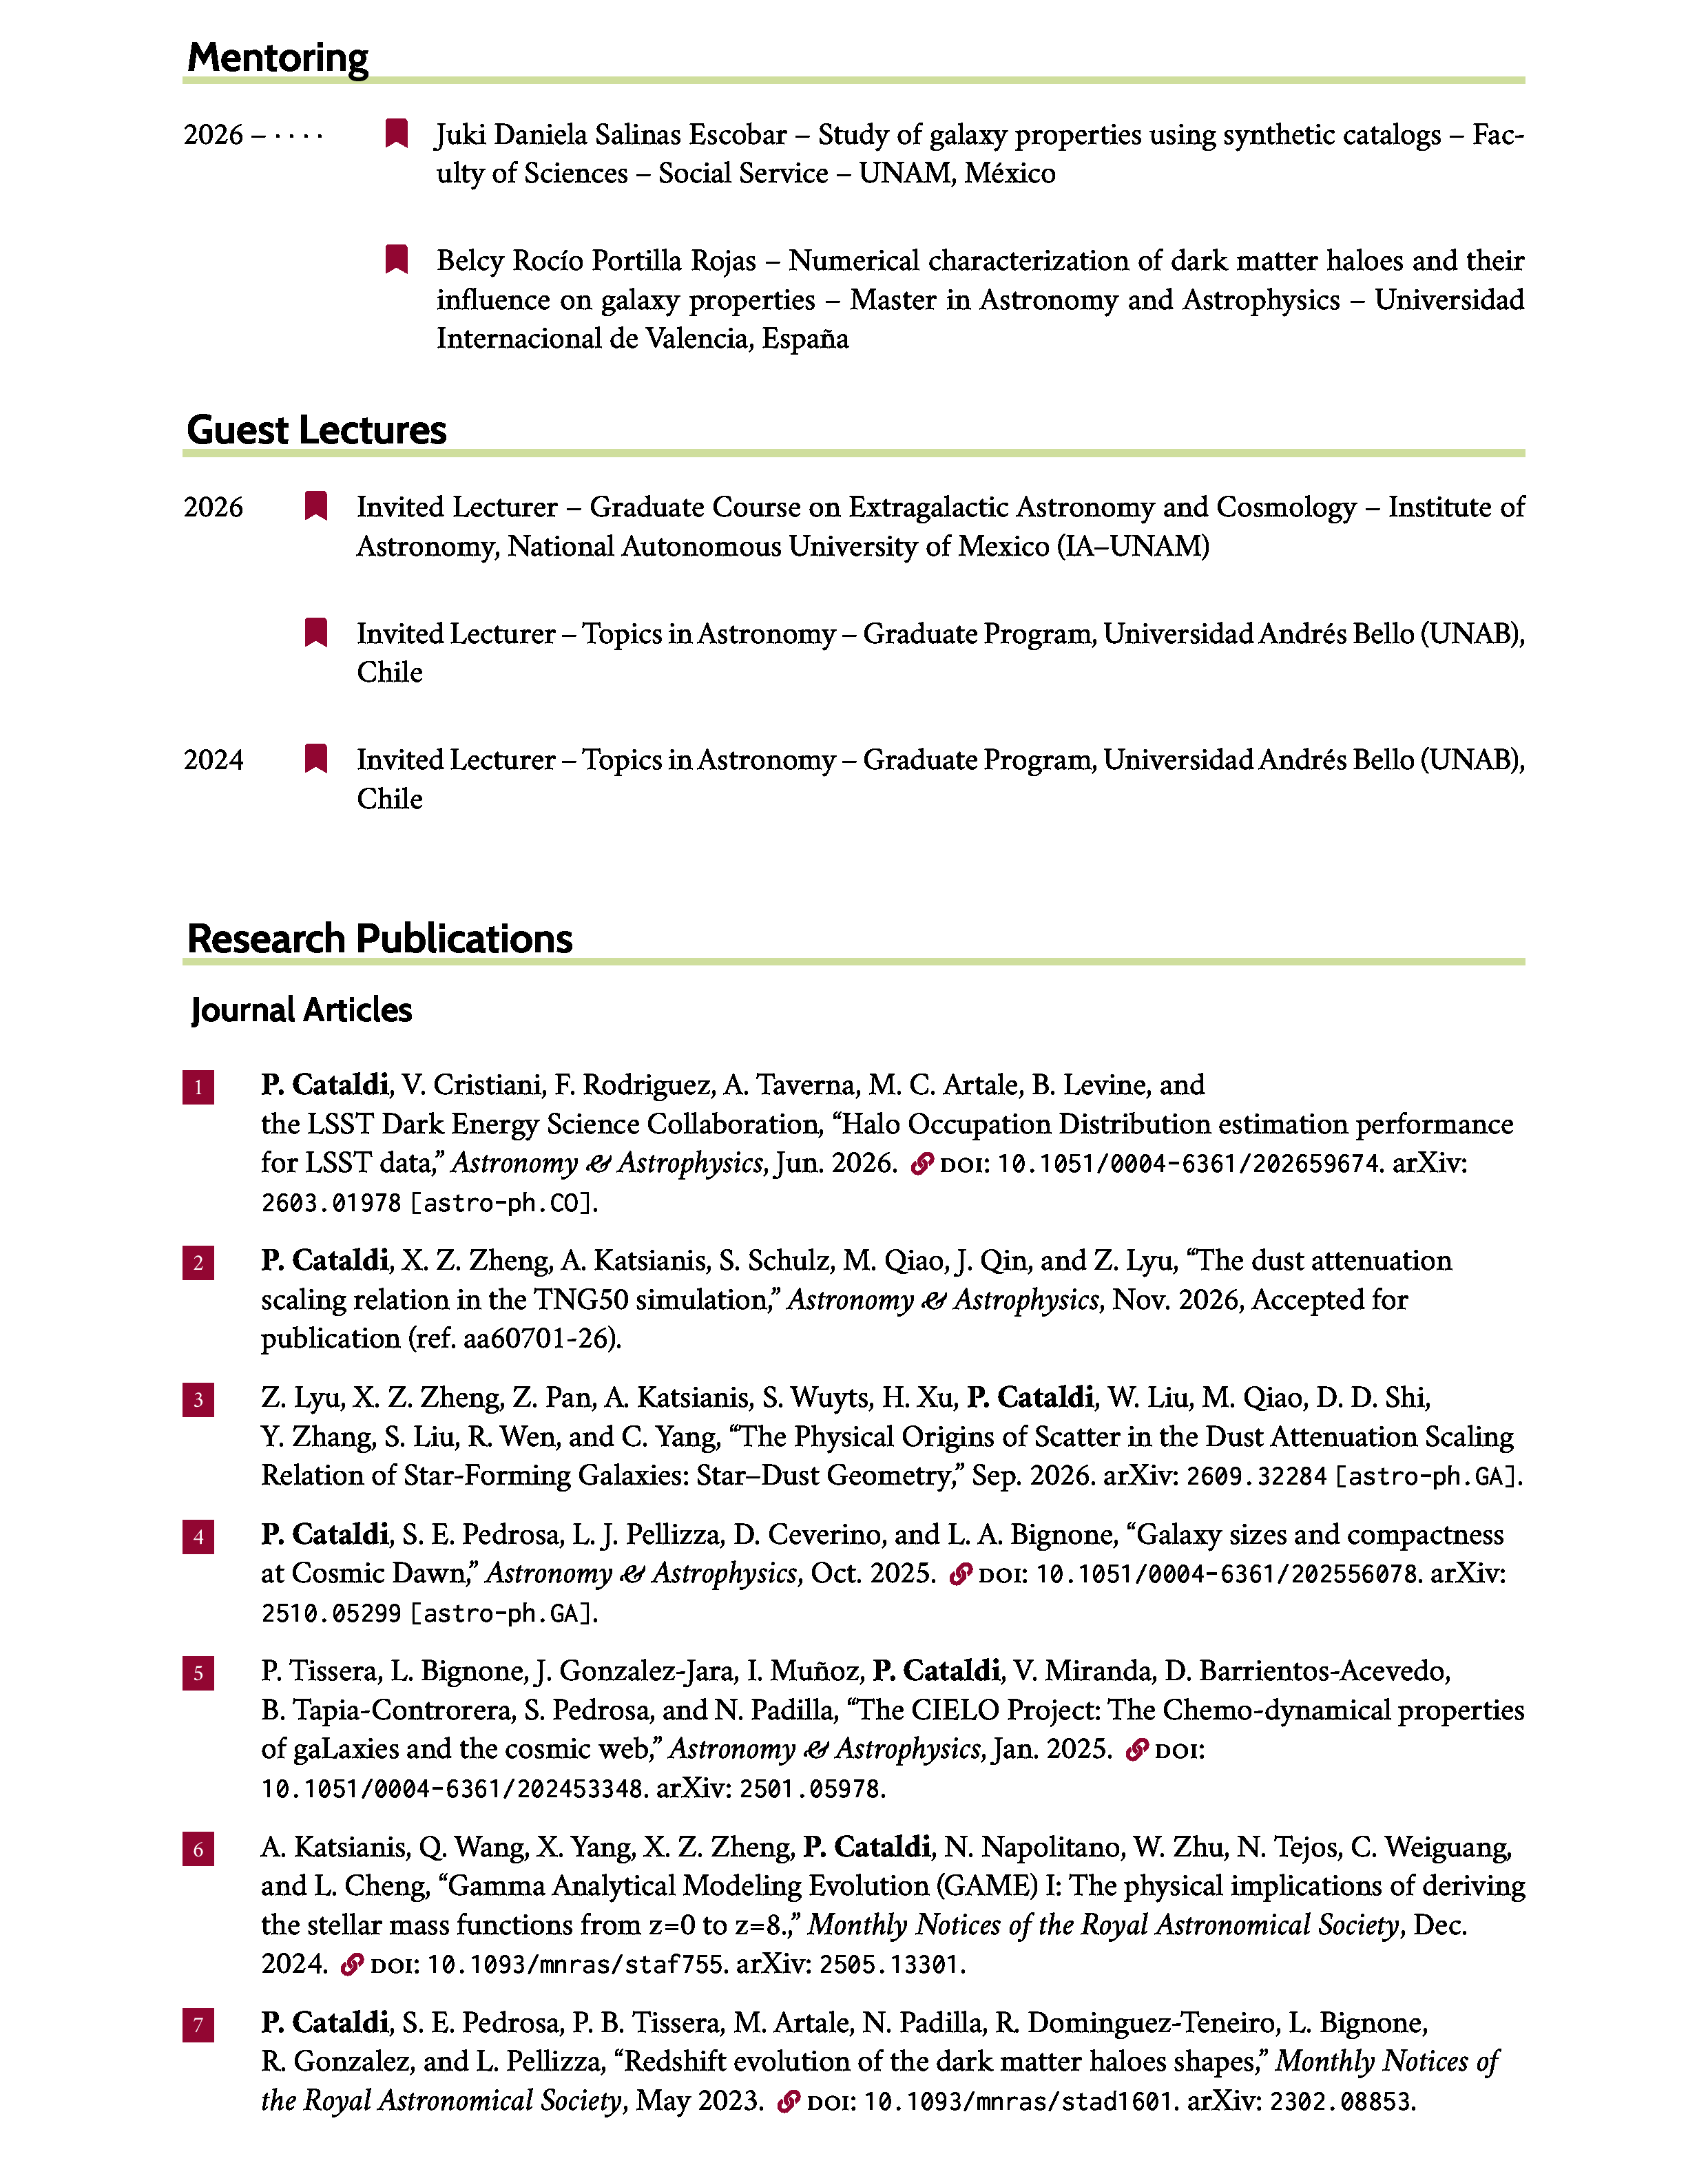 Mentoring
2026 – · · · ·
Juki Daniela Salinas Escobar – Study of galaxy properties using synthetic catalogs – Fac-
ulty of Sciences – Social Service – UNAM, México
Belcy Rocío Portilla Rojas – Numerical characterization of dark matter haloes and their
influence on galaxy properties – Master in Astronomy and Astrophysics – Universidad
Internacional de Valencia, España
Guest Lectures
2026
Invited Lecturer – Graduate Course on Extragalactic Astronomy and Cosmology – Institute of
Astronomy, National Autonomous University of Mexico (IA–UNAM)
Invited Lecturer – Topics in Astronomy – Graduate Program, Universidad Andrés Bello (UNAB),
Chile
2024
Invited Lecturer – Topics in Astronomy – Graduate Program, Universidad Andrés Bello (UNAB),
Chile
Research Publications
Journal Articles
1
P. Cataldi, V. Cristiani, F. Rodriguez, A. Taverna, M. C. Artale, B. Levine, and
the LSST Dark Energy Science Collaboration, “Halo Occupation Distribution estimation performance
for LSST data,” Astronomy & Astrophysics, Jun. 2026. DOI: 10.1051/0004-6361/202659674. arXiv:
2603.01978 [astro-ph.CO].
2
P. Cataldi, X. Z. Zheng, A. Katsianis, S. Schulz, M. Qiao, J. Qin, and Z. Lyu, “The dust attenuation
scaling relation in the TNG50 simulation,” Astronomy & Astrophysics, Nov. 2026, Accepted for
publication (ref. aa60701-26).
3
Z. Lyu, X. Z. Zheng, Z. Pan, A. Katsianis, S. Wuyts, H. Xu, P. Cataldi, W. Liu, M. Qiao, D. D. Shi,
Y. Zhang, S. Liu, R. Wen, and C. Yang, “The Physical Origins of Scatter in the Dust Attenuation Scaling
Relation of Star-Forming Galaxies: Star–Dust Geometry,” Sep. 2026. arXiv: 2609.32284 [astro-ph.GA].
4
P. Cataldi, S. E. Pedrosa, L. J. Pellizza, D. Ceverino, and L. A. Bignone, “Galaxy sizes and compactness
at Cosmic Dawn,” Astronomy & Astrophysics, Oct. 2025. DOI: 10.1051/0004-6361/202556078. arXiv:
2510.05299 [astro-ph.GA].
5
P. Tissera, L. Bignone, J. Gonzalez-Jara, I. Muñoz, P. Cataldi, V. Miranda, D. Barrientos-Acevedo,
B. Tapia-Controrera, S. Pedrosa, and N. Padilla, “The CIELO Project: The Chemo-dynamical properties
of gaLaxies and the cosmic web,” Astronomy & Astrophysics, Jan. 2025. DOI:
10.1051/0004-6361/202453348. arXiv: 2501.05978.
6
A. Katsianis, Q. Wang, X. Yang, X. Z. Zheng, P. Cataldi, N. Napolitano, W. Zhu, N. Tejos, C. Weiguang,
and L. Cheng, “Gamma Analytical Modeling Evolution (GAME) I: The physical implications of deriving
the stellar mass functions from z=0 to z=8.,” Monthly Notices of the Royal Astronomical Society, Dec.
2024. DOI: 10.1093/mnras/staf755. arXiv: 2505.13301.
7
P. Cataldi, S. E. Pedrosa, P. B. Tissera, M. Artale, N. Padilla, R. Dominguez-Teneiro, L. Bignone,
R. Gonzalez, and L. Pellizza, “Redshift evolution of the dark matter haloes shapes,” Monthly Notices of
the Royal Astronomical Society, May 2023. DOI: 10.1093/mnras/stad1601. arXiv: 2302.08853.